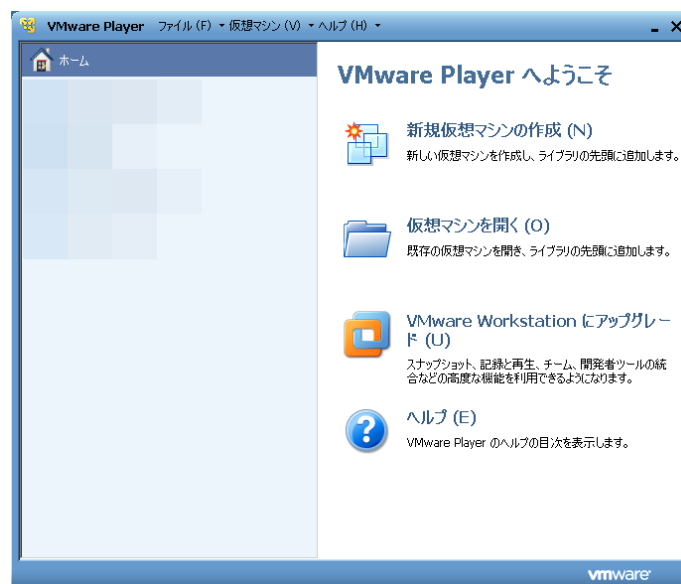 VMware Player ファイル(F) 仮想マシン(V) ヘルプ(H)
ホーム
VMware Player へようこそ
新規仮想マシンの作成 (N)
新しい仮想マシンを作成し、ライブラリの先頭に追加します。
仮想マシンを開く (O)
既存の仮想マシンを開き、ライブラリの先頭に追加します。
VMware Workstation にアップグレー
ド (U)
スナップショット、記録と再生、チーム、開発者ツールの統
合などの高度な機能を利用できるようになります。
ヘルプ (E)
VMware Player のヘルプの目次を表示します。
vmware